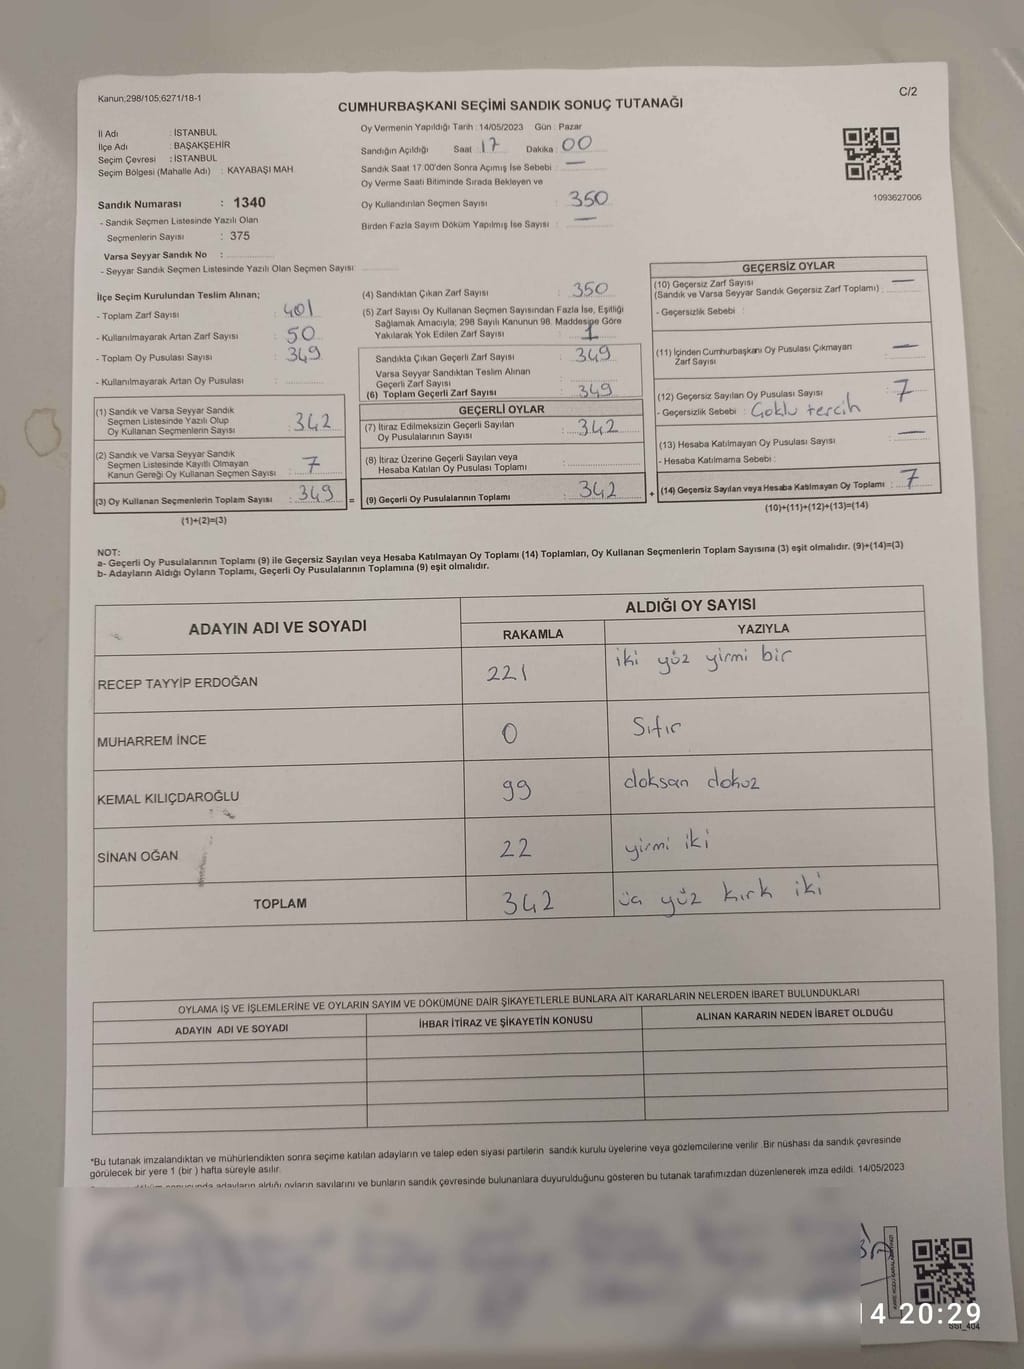 Kanun,298/105,6271/18-1
C/2
CUMHURBAŞKANI SEÇİMİ SANDIK SONUÇ TUTANAĞI
İl Adı : İSTANBUL
İlçe Adı : BAŞAKŞEHİR
Seçim Çevresi : İSTANBUL
Seçim Bölgesi (Mahalle Adı) : KAYABAŞI MAH.
Sandık Numarası : 1340
- Sandık Seçmen Listesinde Yazılı Olan
Seçmenlerin Sayısı : 375
Varsa Seyyar Sandık No :
- Seyyar Sandık Seçmen Listesinde Yazılı Olan Seçmen Sayısı:
Oy Vermenin Yapıldığı Tarih : 14/05/2023 Gün : Pazar
Sandığın Açıldığı Saat : 17 Dakika : 00
Sandık Saat 17:00'den Sonra Açımış İse Sebebi : —
Oy Verme Saati Bitiminde Sırada Bekleyen ve
Oy Kullandırılan Seçmen Sayısı : 350
Birden Fazla Sayım Döküm Yapılmış İse Sayısı : —
1093627006
İlçe Seçim Kurulundan Teslim Alınan;
- Toplam Zarf Sayısı : 401
- Kullanılmayarak Artan Zarf Sayısı : 50
- Toplam Oy Pusulası Sayısı : 349
- Kullanılmayarak Artan Oy Pusulası :
(1) Sandık ve Varsa Seyyar Sandık
Seçmen Listesinde Yazılı Olup
Oy Kullanan Seçmenlerin Sayısı : 342
(2) Sandık ve Varsa Seyyar Sandık
Seçmen Listesinde Kayıtlı Olmayan
Kanun Gereği Oy Kullanan Seçmen Sayısı : 7
(3) Oy Kullanan Seçmenlerin Toplam Sayısı : 349 =
(1)+(2)=(3)
(4) Sandıktan Çıkan Zarf Sayısı : 350
(5) Zarf Sayısı Oy Kullanan Seçmen Sayısından Fazla İse, Eşitliği
Sağlamak Amacıyla; 298 Sayılı Kanunun 98. Maddesine Göre
Yakılarak Yok Edilen Zarf Sayısı : 1
Sandıkta Çıkan Geçerli Zarf Sayısı : 349
Varsa Seyyar Sandıktan Teslim Alınan
Geçerli Zarf Sayısı
(6) Toplam Geçerli Zarf Sayısı : 349
GEÇERLİ OYLAR
(7) İtiraz Edilmeksizin Geçerli Sayılan
Oy Pusulalarının Sayısı : 342
(8) İtiraz Üzerine Geçerli Sayılan veya
Hesaba Katılan Oy Pusulası Toplamı :
(9) Geçerli Oy Pusulalarının Toplamı : 342 +
GEÇERSİZ OYLAR
(10) Geçersiz Zarf Sayısı
(Sandık ve Varsa Seyyar Sandık Geçersiz Zarf Toplamı) : —
- Geçersizlik Sebebi :
(11) İçinden Cumhurbaşkanı Oy Pusulası Çıkmayan
Zarf Sayısı : —
(12) Geçersiz Sayılan Oy Pusulası Sayısı : 7
- Geçersizlik Sebebi : Çoklu tercih
(13) Hesaba Katılmayan Oy Pusulası Sayısı : —
- Hesaba Katılmama Sebebi :
(14) Geçersiz Sayılan veya Hesaba Katılmayan Oy Toplamı : 7
(10)+(11)+(12)+(13)=(14)
NOT:
a- Geçerli Oy Pusulalarının Toplamı (9) ile Geçersiz Sayılan veya Hesaba Katılmayan Oy Toplamı (14) Toplamları, Oy Kullanan Seçmenlerin Toplam Sayısına (3) eşit olmalıdır. (9)+(14)=(3)
b- Adayların Aldığı Oyların Toplamı, Geçerli Oy Pusulalarının Toplamına (9) eşit olmalıdır.
ADAYIN ADI VE SOYADI
ALDIĞI OY SAYISI
RAKAMLA YAZIYLA
RECEP TAYYİP ERDOĞAN 221 iki yüz yirmi bir
MUHARREM İNCE 0 Sıfır
KEMAL KILIÇDAROĞLU 99 doksan dokuz
SİNAN OĞAN 22 yirmi iki
TOPLAM 342 üç yüz kırk iki
OYLAMA İŞ VE İŞLEMLERİNE VE OYLARIN SAYIM VE DÖKÜMÜNE DAİR ŞİKAYETLERLE BUNLARA AİT KARARLARIN NELERDEN İBARET BULUNDUKLARI
ADAYIN ADI VE SOYADI İHBAR İTİRAZ VE ŞİKAYETİN KONUSU ALINAN KARARIN NEDEN İBARET OLDUĞU
*Bu tutanak imzalandıktan ve mühürlendikten sonra seçime katılan adayların ve talep eden siyasi partilerin sandık kurulu üyelerine veya gözlemcilerine verilir. Bir nüshası da sandık çevresinde
görülecek bir yere 1 (bir ) hafta süreyle asılır.
adayların aldığı oyların sayılarını ve bunların sandık çevresinde bulunanlara duyurulduğunu gösteren bu tutanak tarafımızdan düzenlenerek imza edildi. 14/05/2023
14 20:29